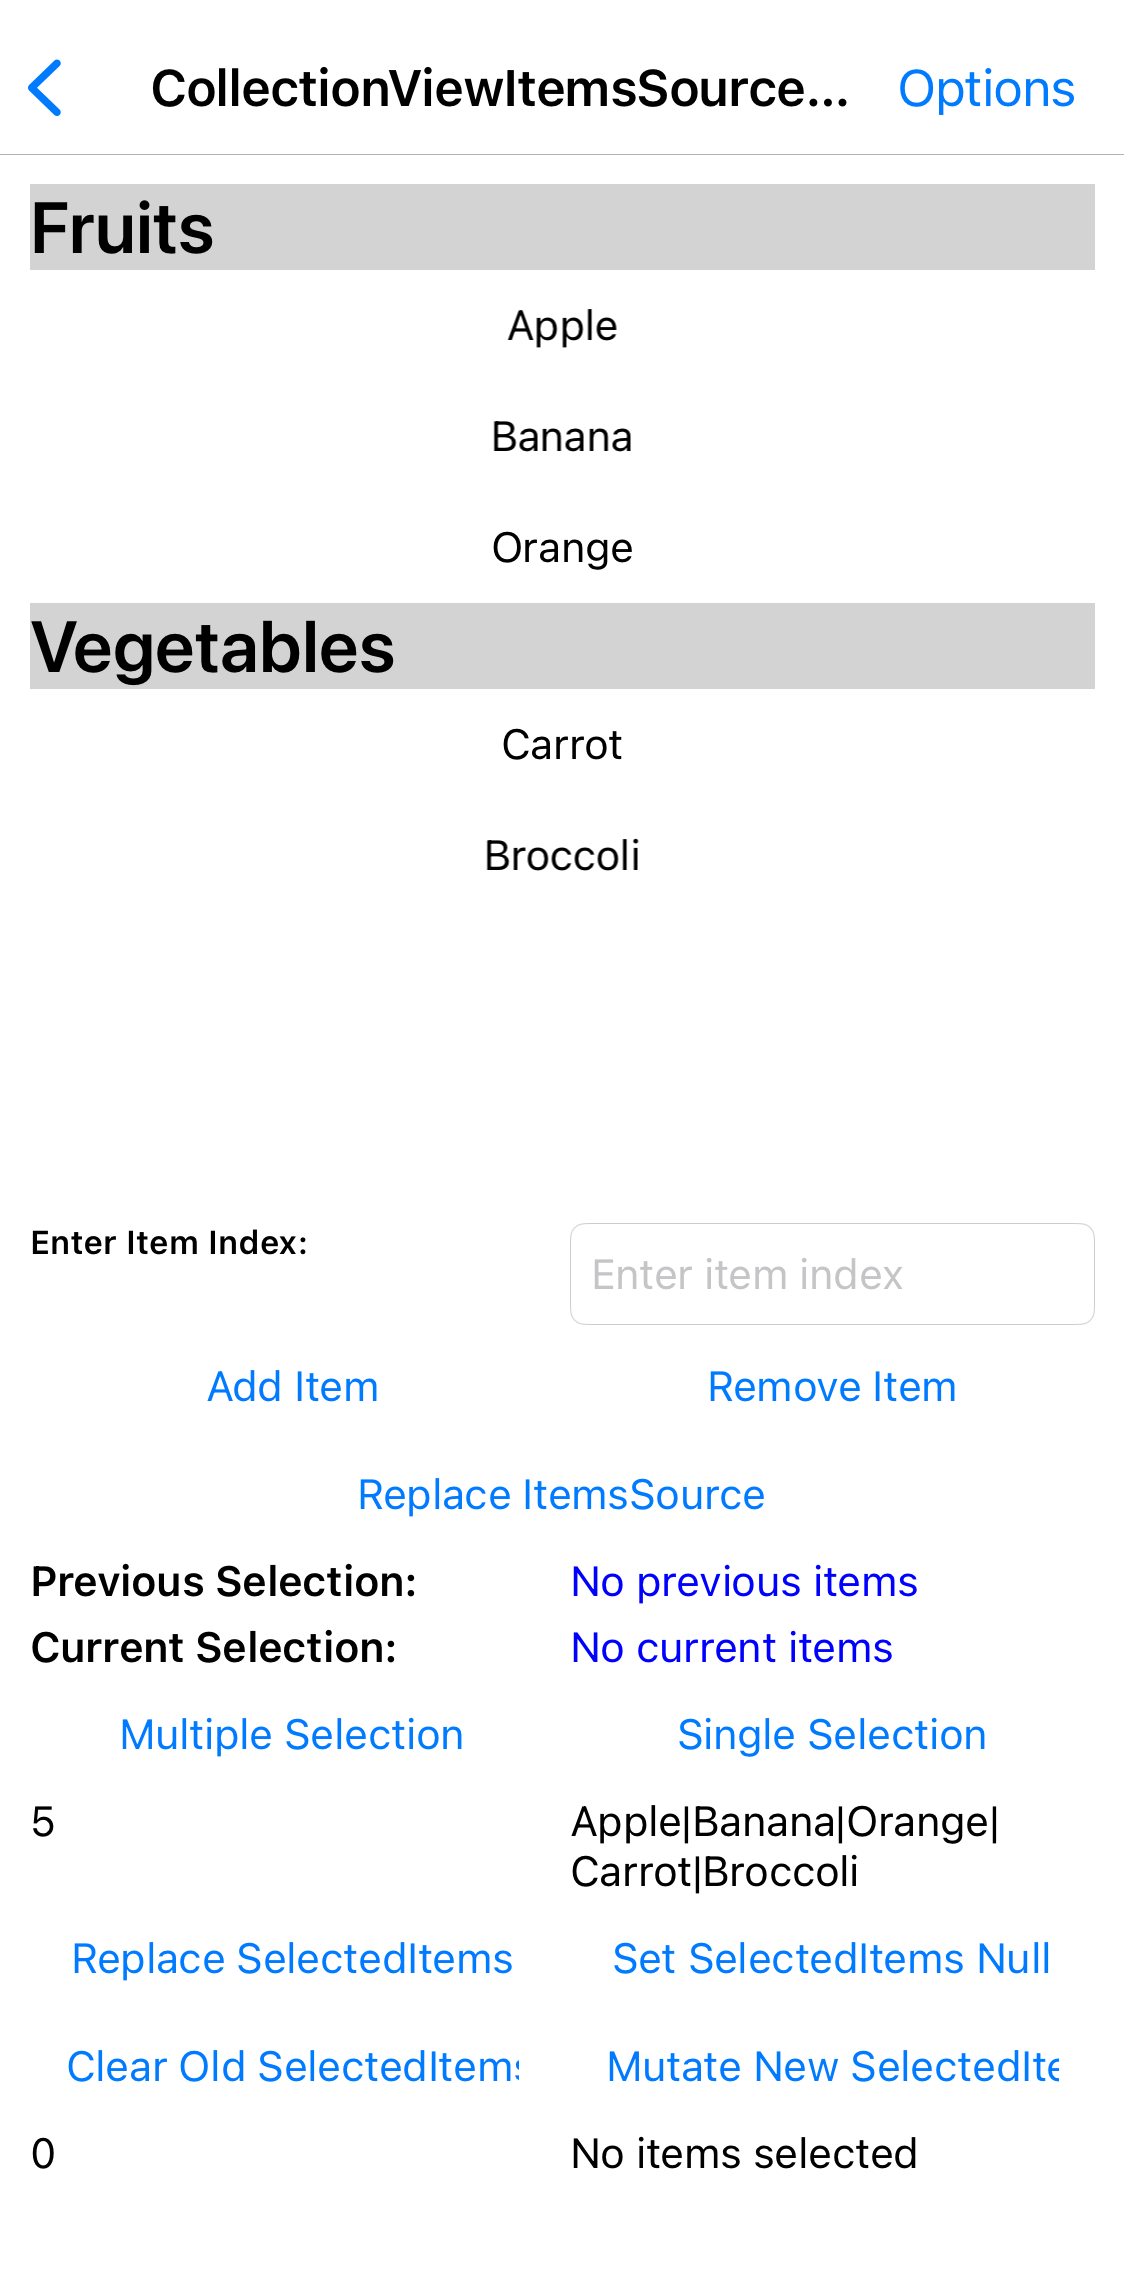 CollectionViewItemsSource...
Options
Fruits
Apple
Banana
Orange
Vegetables
Carrot
Broccoli
Enter Item Index:
Enter item index
Add Item
Remove Item
Replace ItemsSource
Previous Selection:
No previous items
Current Selection:
No current items
Multiple Selection
Single Selection
5
Apple|Banana|Orange|
Carrot|Broccoli
Replace SelectedItems
Set SelectedItems Null
Clear Old SelectedItems
Mutate New SelectedIte
0
No items selected